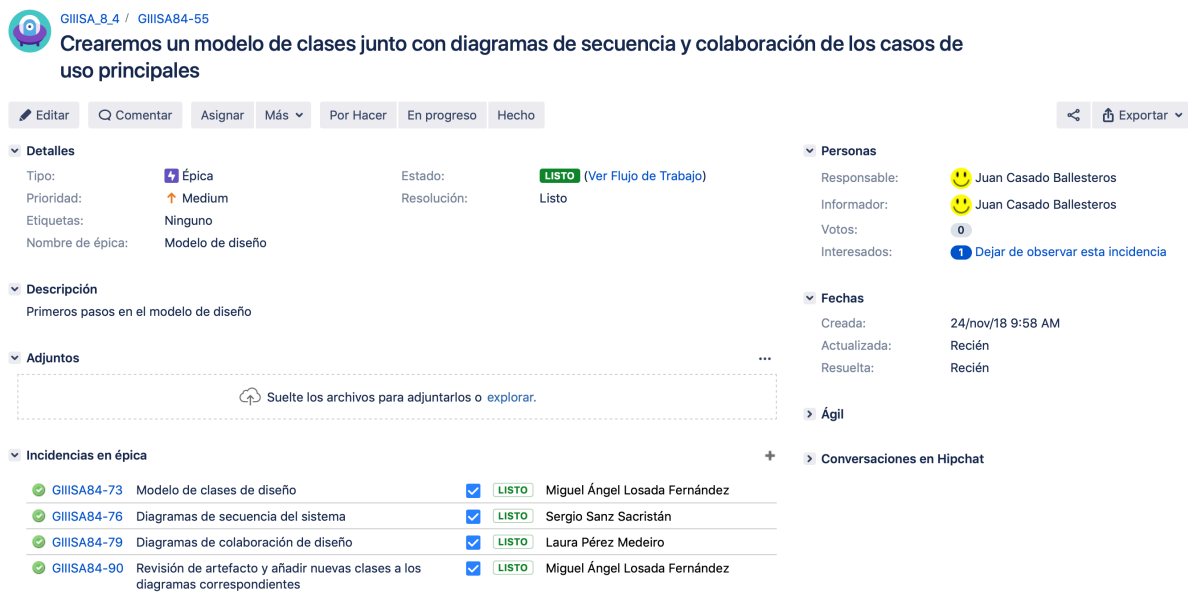 GIIISA_8_4 / GIIISA84-55
Crearemos un modelo de clases junto con diagramas de secuencia y colaboración de los casos de
uso principales
Editar Comentar Asignar Más Por Hacer En progreso Hecho Exportar
Detalles
Tipo: Épica Estado: LISTO (Ver Flujo de Trabajo)
Prioridad: Medium Resolución: Listo
Etiquetas: Ninguno
Nombre de épica: Modelo de diseño
Descripción
Primeros pasos en el modelo de diseño
Adjuntos
Suelte los archivos para adjuntarlos o explorar.
Incidencias en épica
GIIISA84-73 Modelo de clases de diseño LISTO Miguel Ángel Losada Fernández
GIIISA84-76 Diagramas de secuencia del sistema LISTO Sergio Sanz Sacristán
GIIISA84-79 Diagramas de colaboración de diseño LISTO Laura Pérez Medeiro
GIIISA84-90 Revisión de artefacto y añadir nuevas clases a los LISTO Miguel Ángel Losada Fernández
diagramas correspondientes
Personas
Responsable: Juan Casado Ballesteros
Informador: Juan Casado Ballesteros
Votos: 0
Interesados: 1 Dejar de observar esta incidencia
Fechas
Creada: 24/nov/18 9:58 AM
Actualizada: Recién
Resuelta: Recién
Ágil
Conversaciones en Hipchat